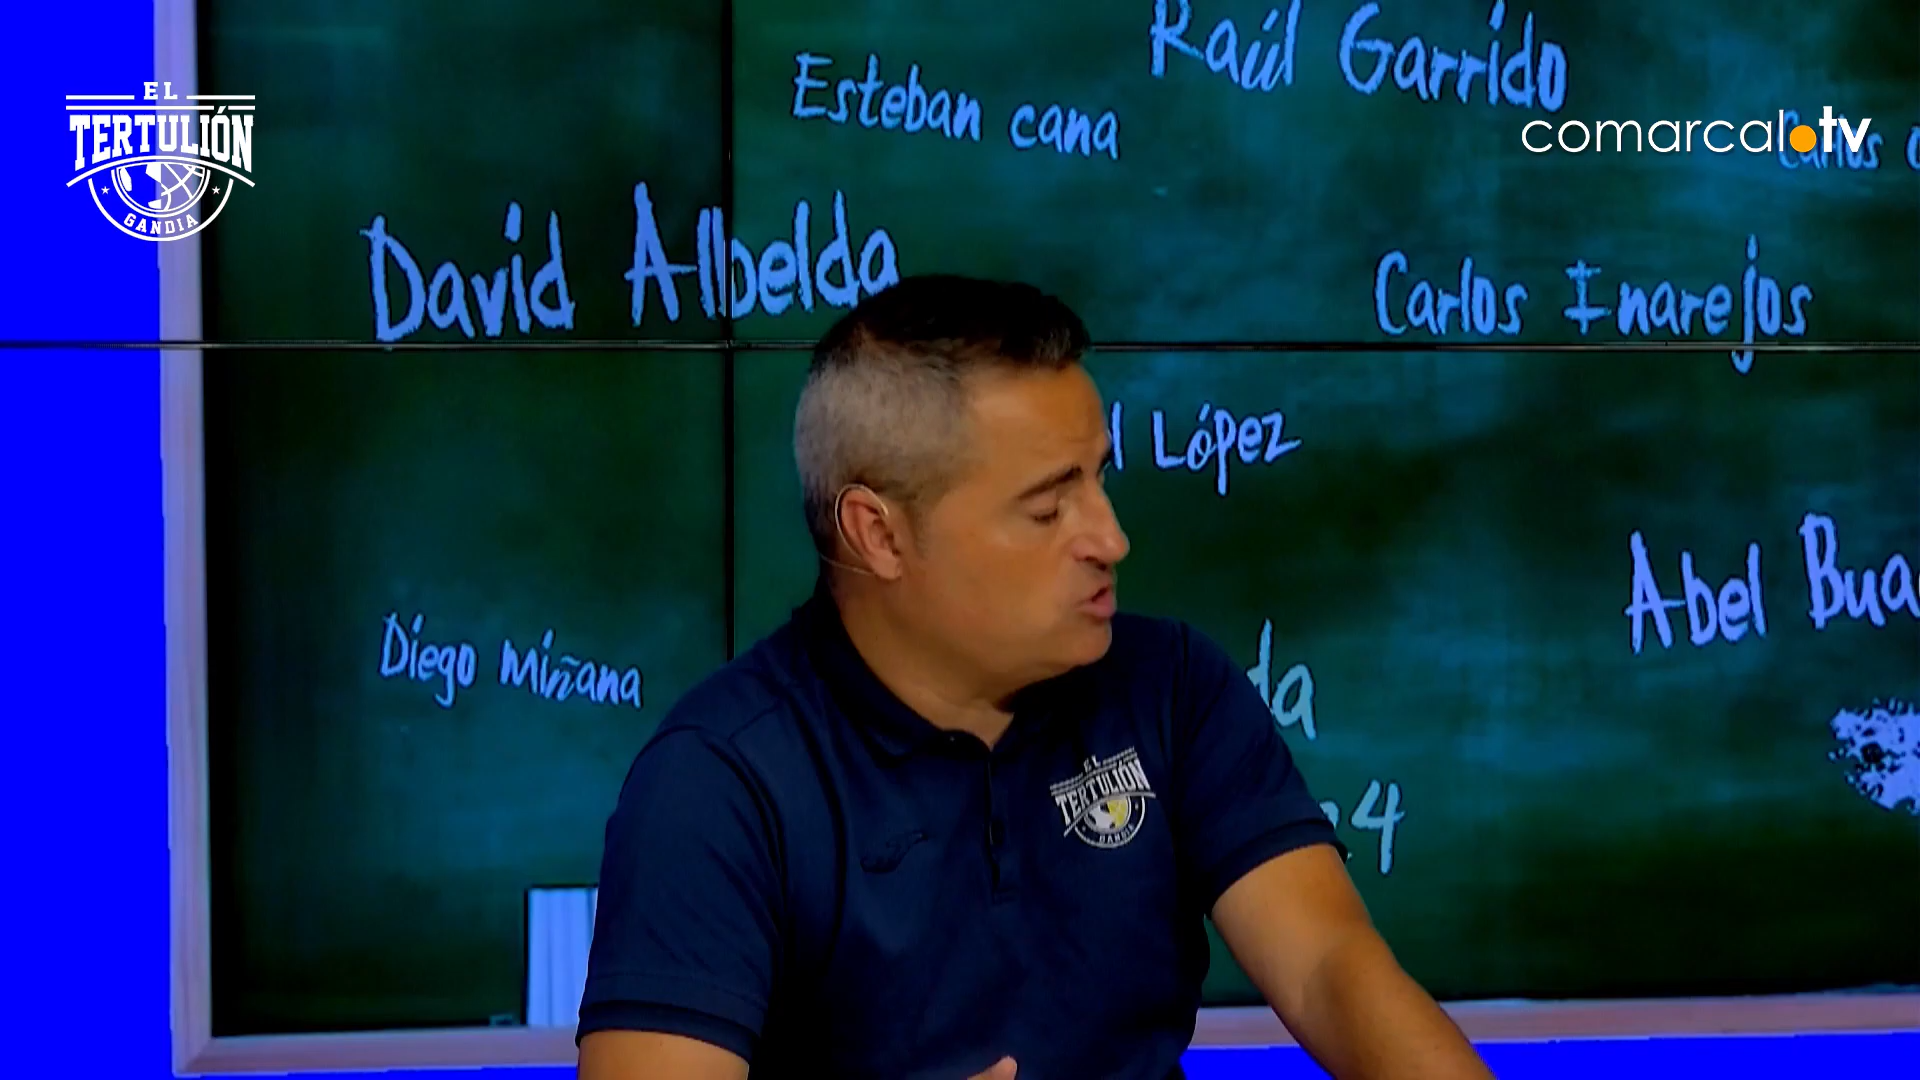 Raúl Garrido
EL
TERTULIÓN
GANDIA
Esteban cana
comarcal.tv
Carlos
David Albelda
Carlos Inarejos
López
Abel
Diego Miñana
EL
TERTULIÓN
GANDIA